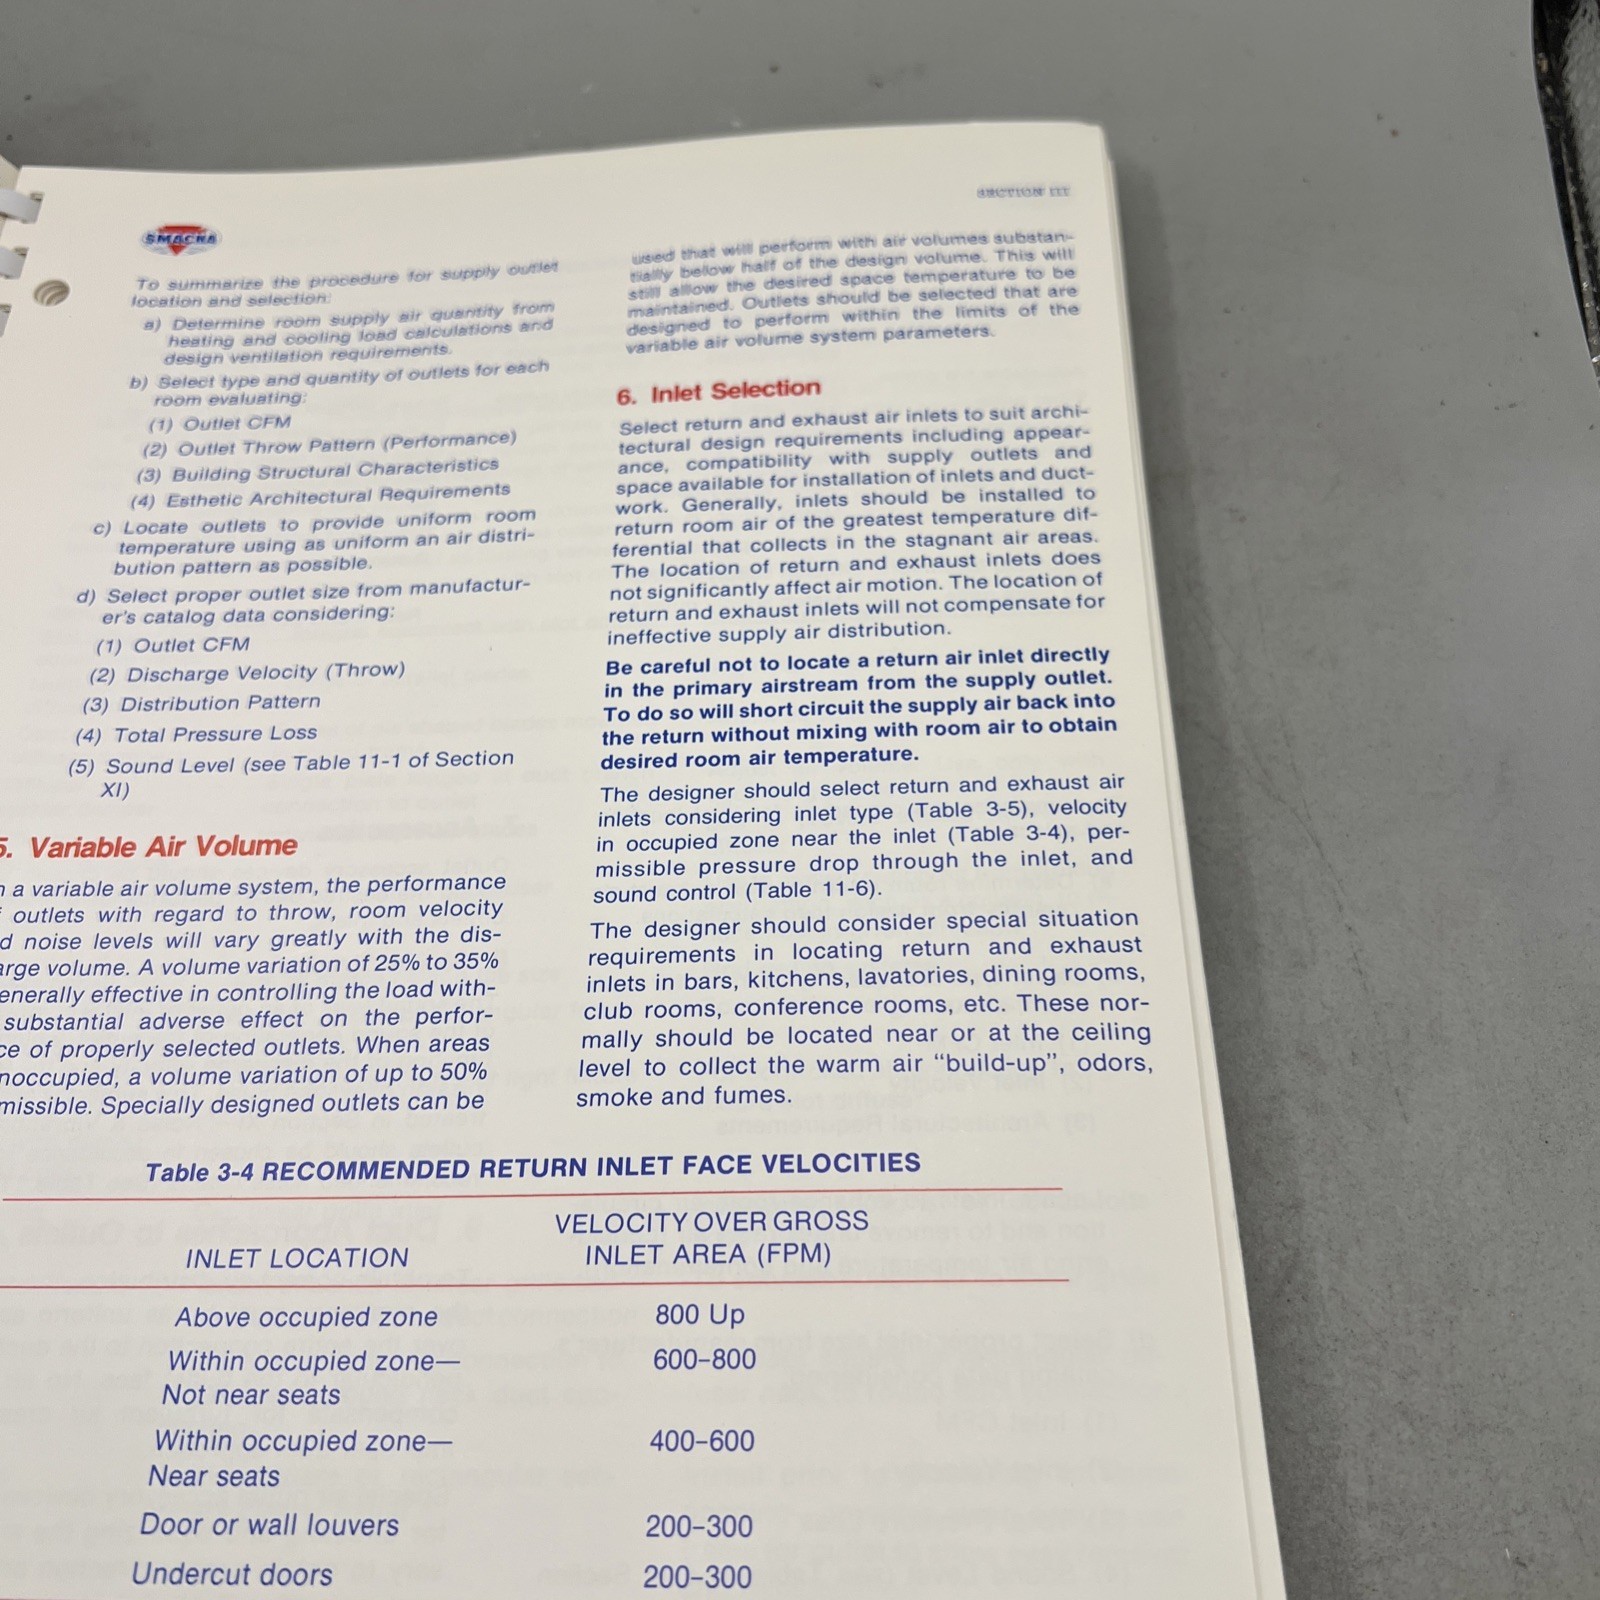 SECTION III
SMACNA
To summarize the procedure for supply outlet
location and selection:
a) Determine room supply air quantity from
heating and cooling load calculations and
design ventilation requirements.
b) Select type and quantity of outlets for each
room evaluating:
(1) Outlet CFM
(2) Outlet Throw Pattern (Performance)
(3) Building Structural Characteristics
(4) Esthetic Architectural Requirements
c) Locate outlets to provide uniform room
temperature using as uniform an air distri-
bution pattern as possible.
d) Select proper outlet size from manufactur-
er's catalog data considering:
(1) Outlet CFM
(2) Discharge Velocity (Throw)
(3) Distribution Pattern
(4) Total Pressure Loss
(5) Sound Level (see Table 11-1 of Section
XI)
5. Variable Air Volume
a variable air volume system, the performance
outlets with regard to throw, room velocity
noise levels will vary greatly with the dis-
volume. A volume variation of 25% to 35%
effective in controlling the load with-
substantial adverse effect on the perfor-
of properly selected outlets. When areas
a volume variation of up to 50%
Specially designed outlets can be
used that will perform with air volumes substan-
tially below half of the design volume. This will
still allow the desired space temperature to be
maintained. Outlets should be selected that are
designed to perform within the limits of the
variable air volume system parameters.
6. Inlet Selection
Select return and exhaust air inlets to suit archi-
tectural design requirements including appear-
ance, compatibility with supply outlets and
space available for installation of inlets and duct-
work. Generally, inlets should be installed to
return room air of the greatest temperature dif-
ferential that collects in the stagnant air areas.
The location of return and exhaust inlets does
not significantly affect air motion. The location of
return and exhaust inlets will not compensate for
ineffective supply air distribution.
Be careful not to locate a return air inlet directly
in the primary airstream from the supply outlet.
To do so will short circuit the supply air back into
the return without mixing with room air to obtain
desired room air temperature.
The designer should select return and exhaust air
inlets considering inlet type (Table 3-5), velocity
in occupied zone near the inlet (Table 3-4), per-
missible pressure drop through the inlet, and
sound control (Table 11-6).
The designer should consider special situation
requirements in locating return and exhaust
inlets in bars, kitchens, lavatories, dining rooms,
club rooms, conference rooms, etc. These nor-
mally should be located near or at the ceiling
level to collect the warm air "build-up", odors,
smoke and fumes.
Table 3-4 RECOMMENDED RETURN INLET FACE VELOCITIES
VELOCITY OVER GROSS
INLET LOCATION INLET AREA (FPM)
Above occupied zone 800 Up
Within occupied zone— 600-800
Not near seats
Within occupied zone— 400-600
Near seats
Door or wall louvers 200-300
Undercut doors 200-300